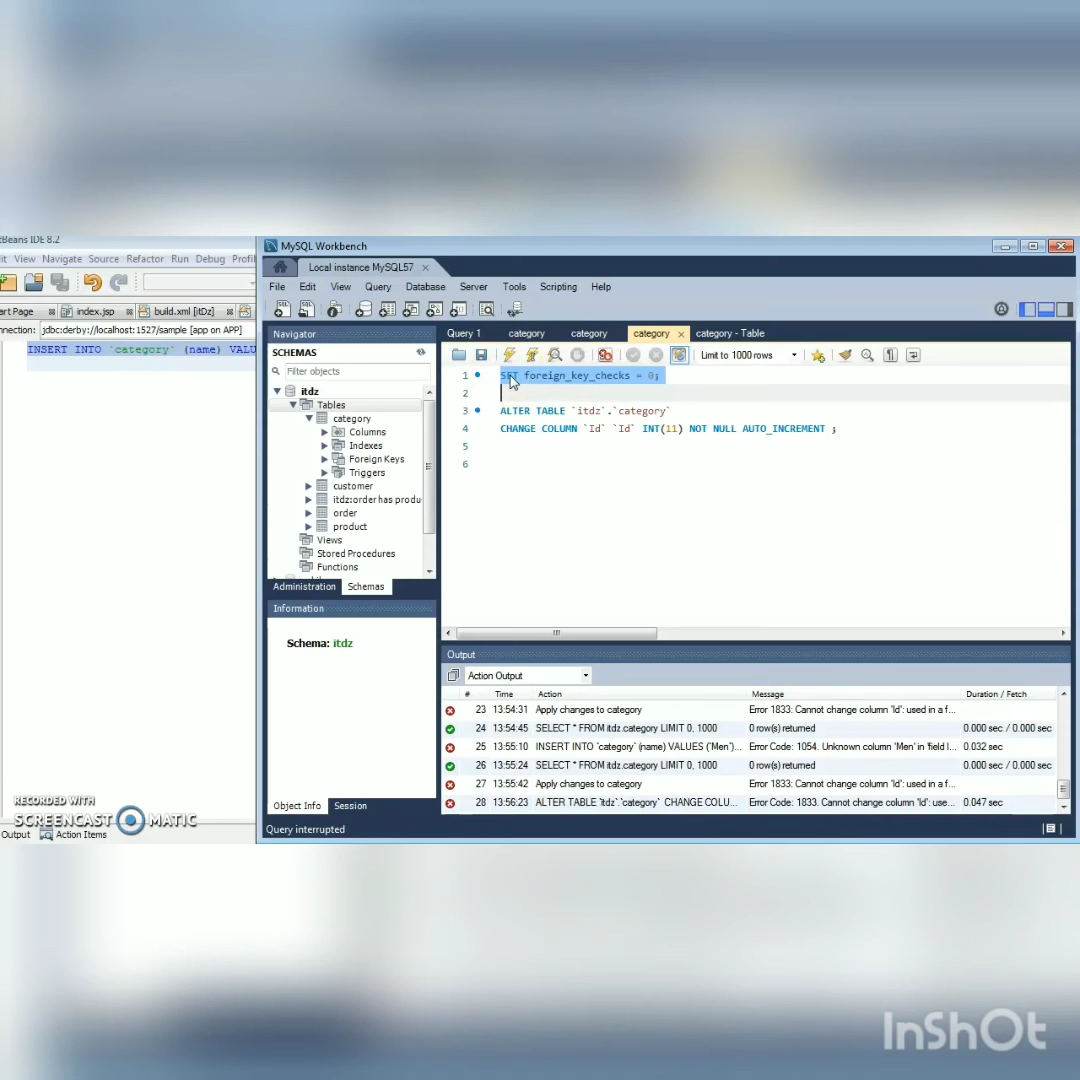 tBeans IDE 8.2
it View Navigate Source Refactor Run Debug Profil
art Page index.jsp build.xml [itDz]
nnection: jdbc:derby://localhost:1527/sample [app on APP]
INSERT INTO `category` (name) VALU
RECORDED WITH
SCREENCAST MATIC
Output Action Items
MySQL Workbench
Local instance MySQL57
File Edit View Query Database Server Tools Scripting Help
Navigator
SCHEMAS
Filter objects
itdz
Tables
category
Columns
Indexes
Foreign Keys
Triggers
customer
itdz:order has produ
order
product
Views
Stored Procedures
Functions
Administration Schemas
Information
Schema: itdz
Object Info Session
Query interrupted
Query 1 category category category category - Table
Limit to 1000 rows
1 SET foreign_key_checks = 0;
2
3 ALTER TABLE `itdz`.`category`
4 CHANGE COLUMN `Id` `Id` INT(11) NOT NULL AUTO_INCREMENT ;
5
6
Output
Action Output
# Time Action Message Duration / Fetch
23 13:54:31 Apply changes to category Error 1833: Cannot change column 'Id': used in a f...
24 13:54:45 SELECT * FROM itdz.category LIMIT 0, 1000 0 row(s) returned 0.000 sec / 0.000 sec
25 13:55:10 INSERT INTO `category` (name) VALUES (`Men`)... Error Code: 1054. Unknown column 'Men' in 'field l... 0.032 sec
26 13:55:24 SELECT * FROM itdz.category LIMIT 0, 1000 0 row(s) returned 0.000 sec / 0.000 sec
27 13:55:42 Apply changes to category Error 1833: Cannot change column 'Id': used in a f...
28 13:56:23 ALTER TABLE `itdz`.`category` CHANGE COLU... Error Code: 1833. Cannot change column 'Id': use... 0.047 sec
InShOt